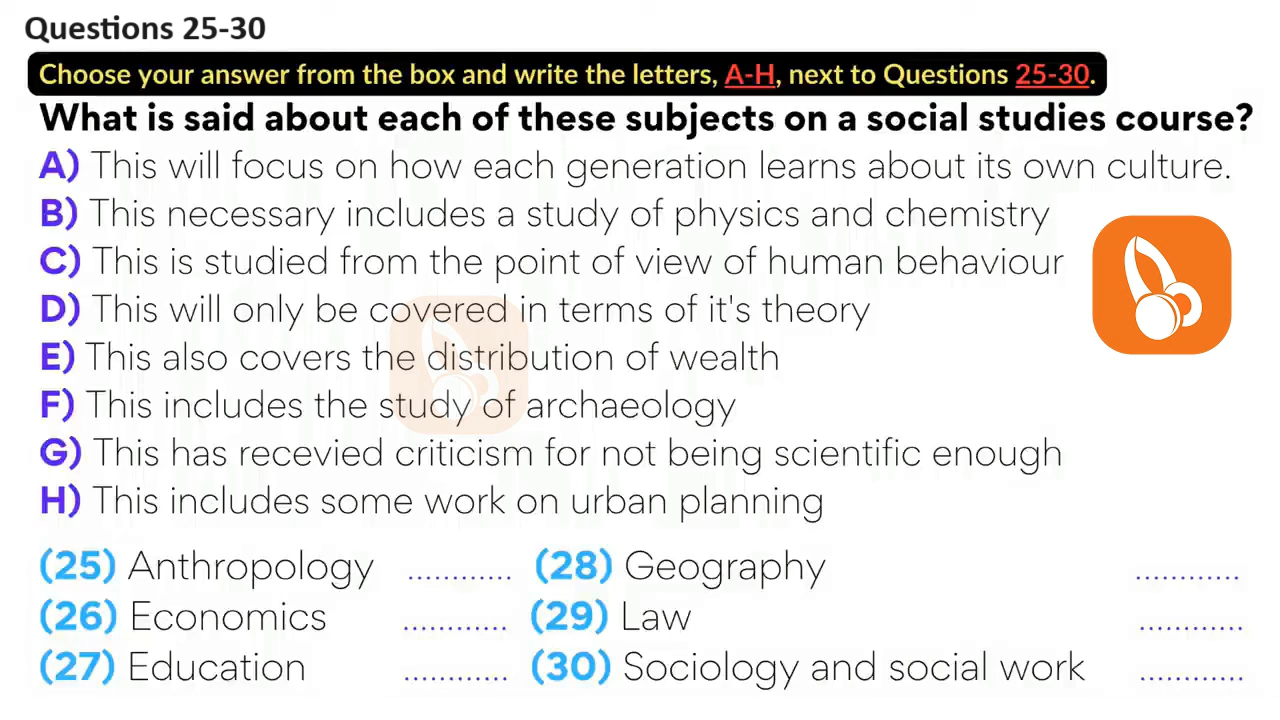 Questions 25-30
Choose your answer from the box and write the letters, A-H, next to Questions 25-30.
What is said about each of these subjects on a social studies course?
A) This will focus on how each generation learns about its own culture.
B) This necessary includes a study of physics and chemistry
C) This is studied from the point of view of human behaviour
D) This will only be covered in terms of it's theory
E) This also covers the distribution of wealth
F) This includes the study of archaeology
G) This has recevied criticism for not being scientific enough
H) This includes some work on urban planning
(25) Anthropology ............ (28) Geography ............
(26) Economics ............ (29) Law ............
(27) Education ............ (30) Sociology and social work ............